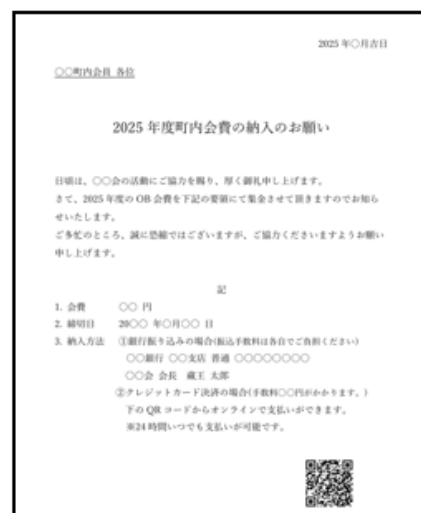 2025 年○月吉日
○○町内会員 各位
2025 年度町内会費の納入のお願い
日頃は、○○会の活動にご協力を賜り、厚く御礼申し上げます。
さて、2025 年度の OB 会費を下記の要領にて集金させて頂きますのでお知ら
せいたします。
ご多忙のところ、誠に恐縮ではございますが、ご協力くださいますようお願い
申し上げます。
記
1. 会費 ○○ 円
2. 締切日 20○○ 年○月○○ 日
3. 納入方法 ①銀行振り込みの場合(振込手数料は各自でご負担ください)
○○銀行 ○○支店 普通 ○○○○○○○○
○○会 会長 蔵王 太郎
②クレジットカード決済の場合(手数料○○円がかかります。)
下の QR コードからオンラインで支払いができます。
※24 時間いつでも支払いが可能です。